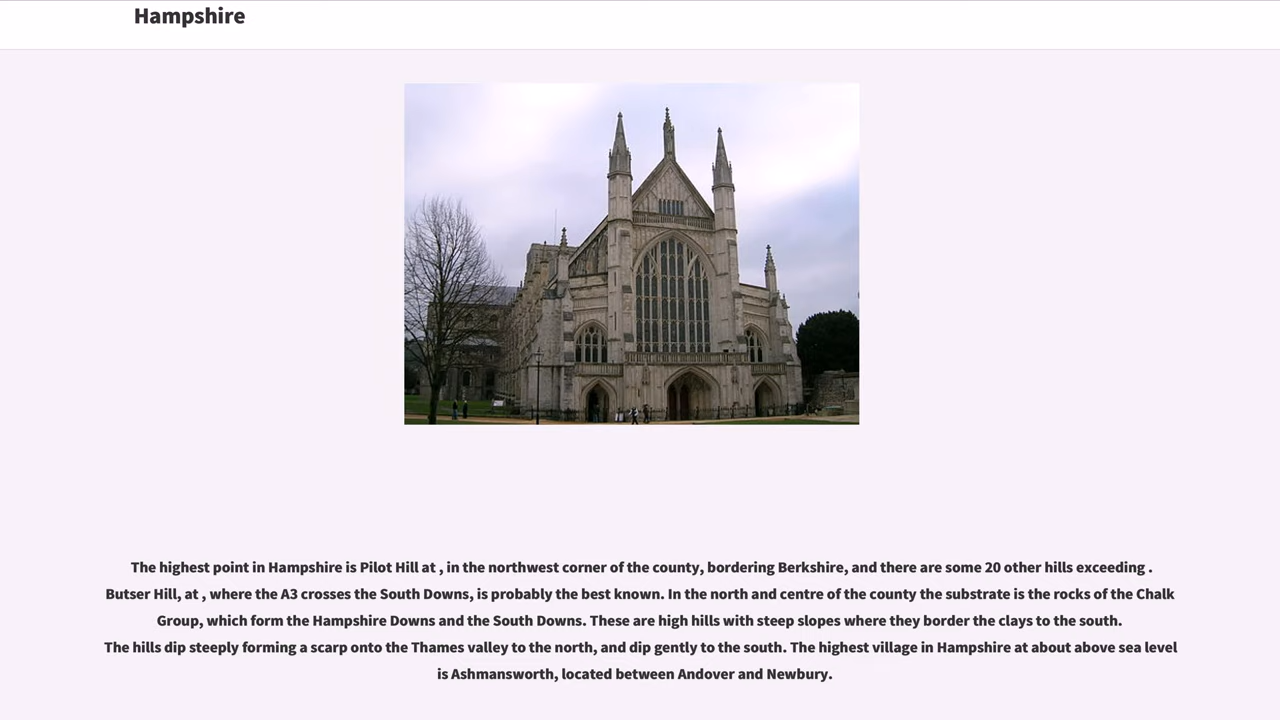 Hampshire
The highest point in Hampshire is Pilot Hill at , in the northwest corner of the county, bordering Berkshire, and there are some 20 other hills exceeding .
Butser Hill, at , where the A3 crosses the South Downs, is probably the best known. In the north and centre of the county the substrate is the rocks of the Chalk
Group, which form the Hampshire Downs and the South Downs. These are high hills with steep slopes where they border the clays to the south.
The hills dip steeply forming a scarp onto the Thames valley to the north, and dip gently to the south. The highest village in Hampshire at about above sea level
is Ashmansworth, located between Andover and Newbury.